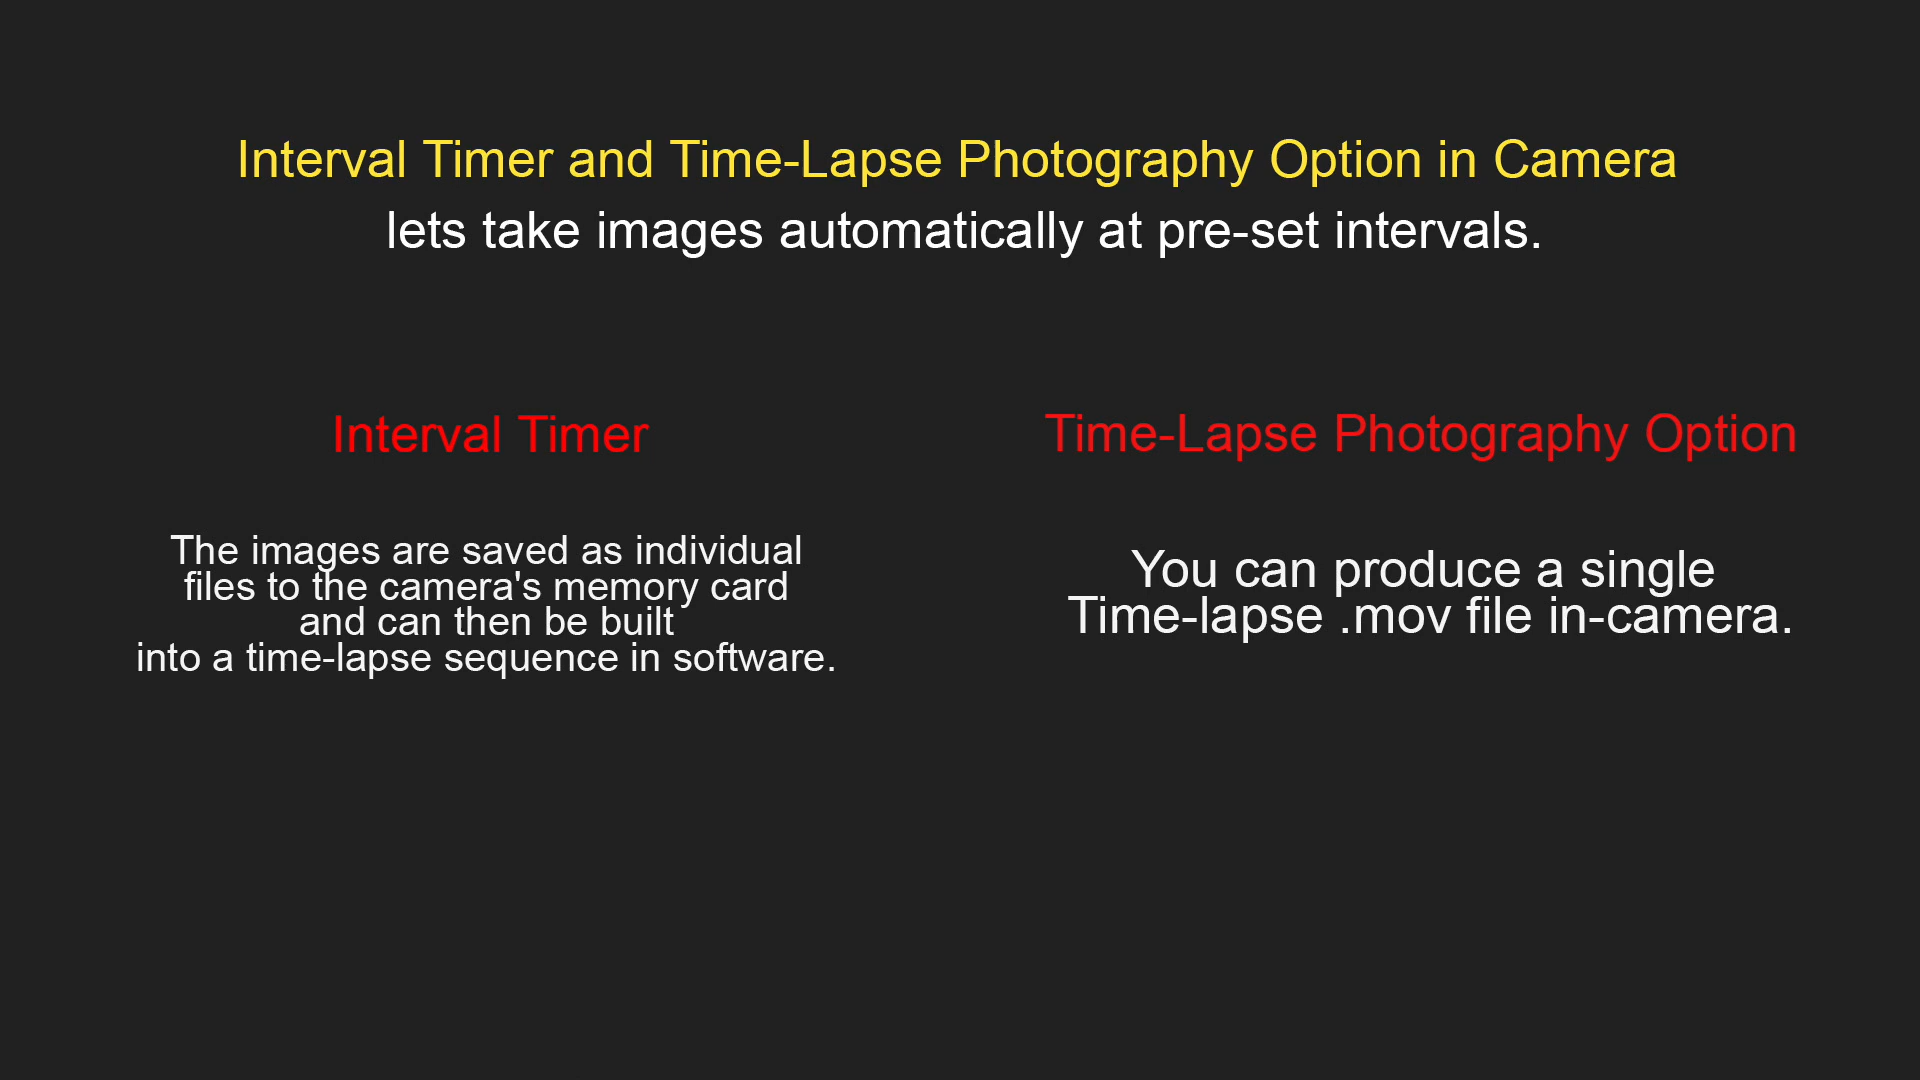 Interval Timer and Time-Lapse Photography Option in Camera
lets take images automatically at pre-set intervals.
Interval Timer
The images are saved as individual
files to the camera's memory card
and can then be built
into a time-lapse sequence in software.
Time-Lapse Photography Option
You can produce a single
Time-lapse .mov file in-camera.